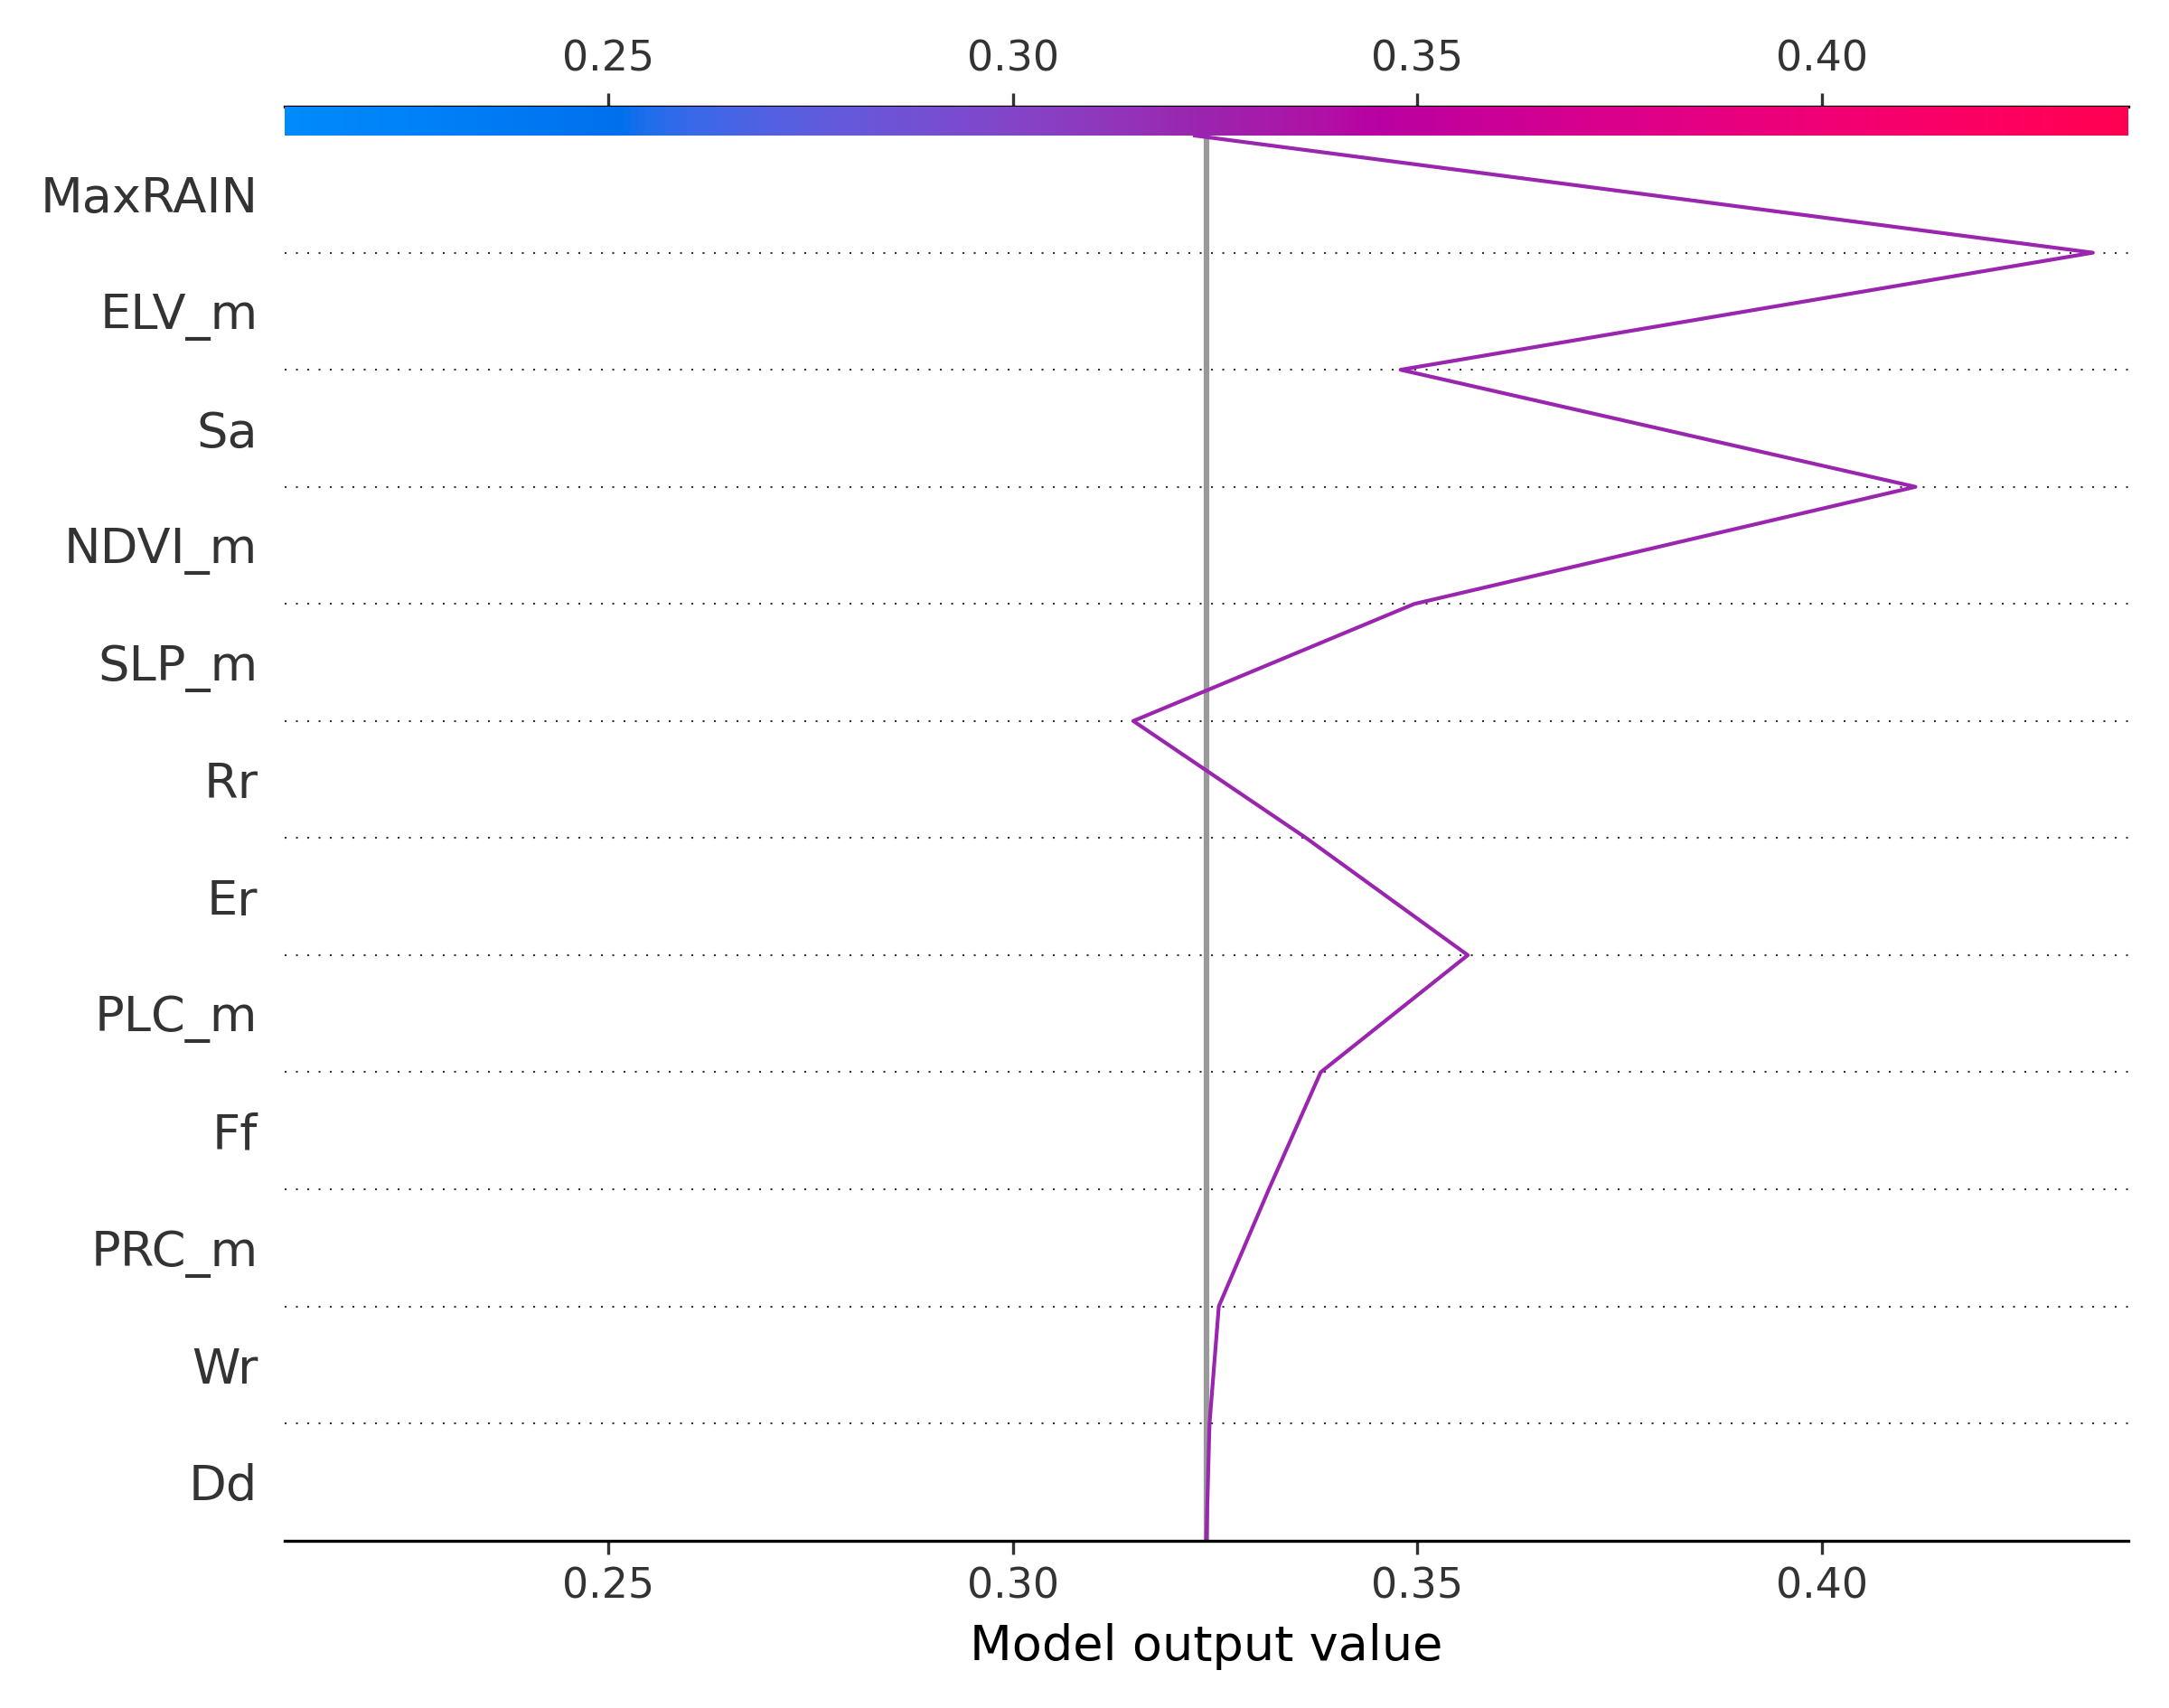 0.25 0.30 0.35 0.40
MaxRAIN
ELV_m
Sa
NDVI_m
SLP_m
Rr
Er
PLC_m
Ff
PRC_m
Wr
Dd
0.25 0.30 0.35 0.40
Model output value